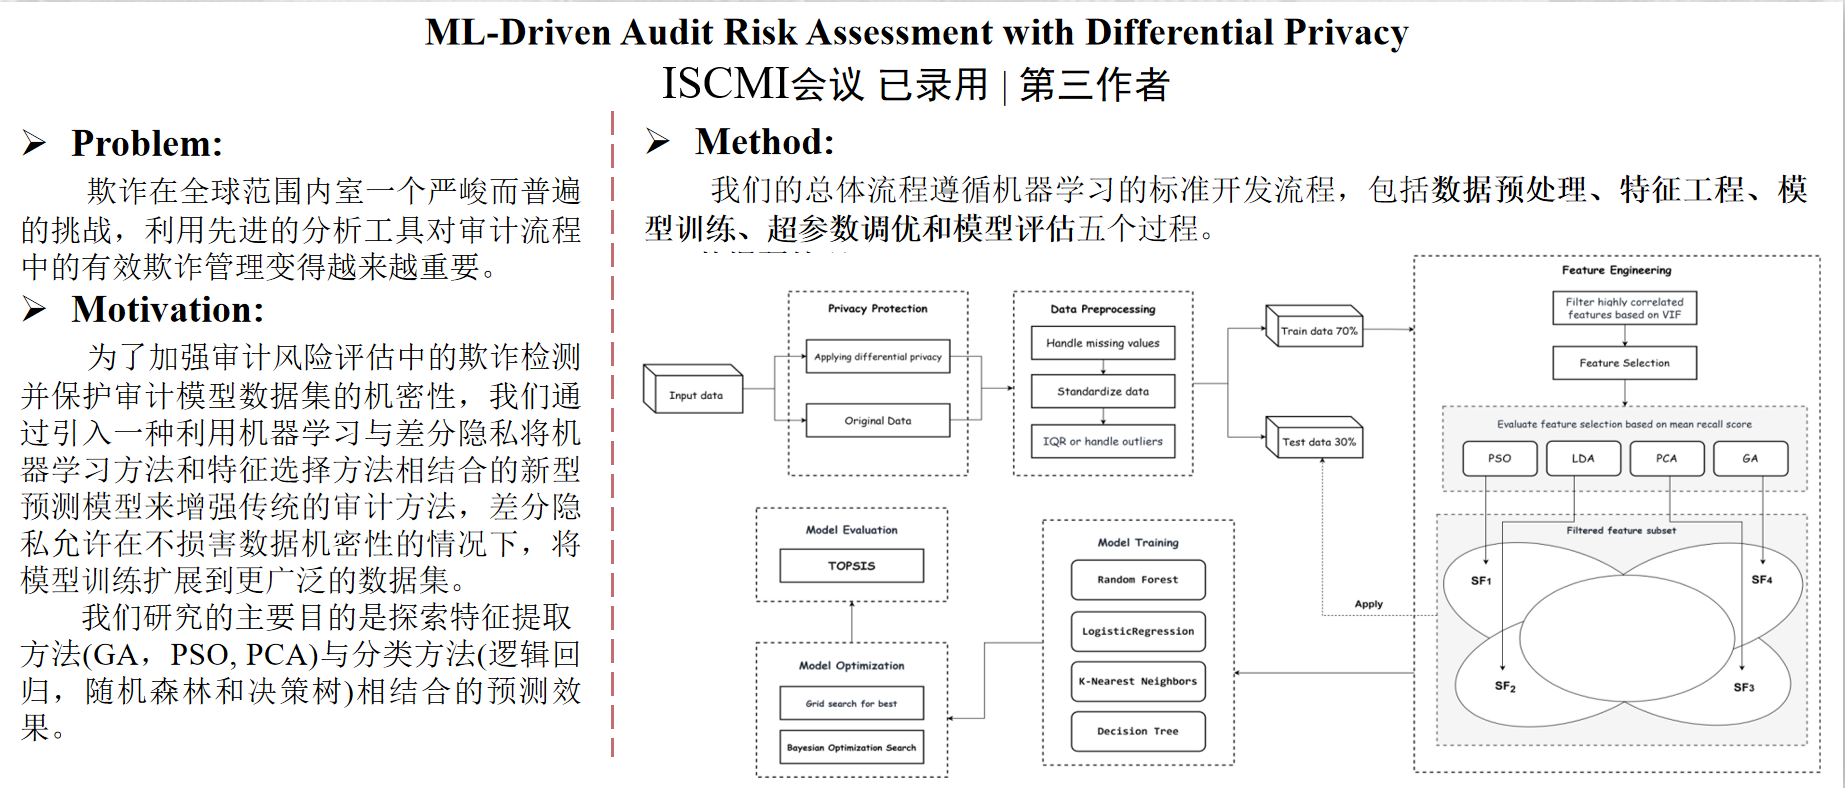 ML-Driven Audit Risk Assessment with Differential Privacy
ISCMI会议 已录用 | 第三作者
➢ Problem:
欺诈在全球范围内室一个严峻而普遍
的挑战，利用先进的分析工具对审计流程
中的有效欺诈管理变得越来越重要。
➢ Motivation:
为了加强审计风险评估中的欺诈检测
并保护审计模型数据集的机密性，我们通
过引入一种利用机器学习与差分隐私将机
器学习方法和特征选择方法相结合的新型
预测模型来增强传统的审计方法，差分隐
私允许在不损害数据机密性的情况下，将
模型训练扩展到更广泛的数据集。
我们研究的主要目的是探索特征提取
方法(GA，PSO, PCA)与分类方法(逻辑回
归，随机森林和决策树)相结合的预测效
果。
➢ Method:
我们的总体流程遵循机器学习的标准开发流程，包括数据预处理、特征工程、模
型训练、超参数调优和模型评估五个过程。
Input data
Privacy Protection
Applying differential privacy
Original Data
Data Preprocessing
Handle missing values
Standardize data
IQR or handle outliers
Train data 70%
Test data 30%
Feature Engineering
Filter highly correlated
features based on VIF
Feature Selection
Evaluate feature selection based on mean recall score
PSO LDA PCA GA
Filtered feature subset
SF1 SF4
SF2 SF3
Apply
Model Training
Random Forest
LogisticRegression
K-Nearest Neighbors
Decision Tree
Model Optimization
Grid search for best
Bayesian Optimization Search
Model Evaluation
TOPSIS